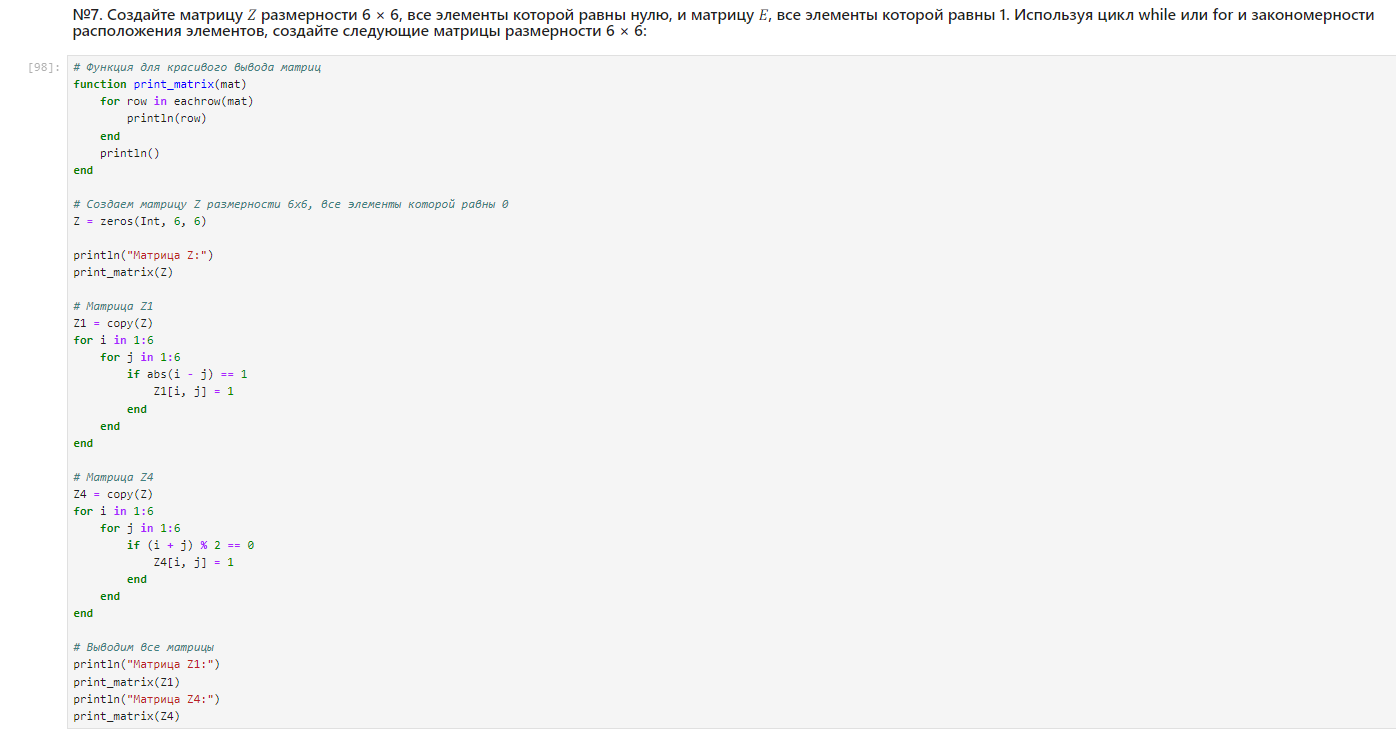 №7. Создайте матрицу Z размерности 6 × 6, все элементы которой равны нулю, и матрицу E, все элементы которой равны 1. Используя цикл while или for и закономерности
расположения элементов, создайте следующие матрицы размерности 6 × 6:
[98]:
# Функция для красивого вывода матриц
function print_matrix(mat)
    for row in eachrow(mat)
        println(row)
    end
    println()
end
# Создаем матрицу Z размерности 6x6, все элементы которой равны 0
Z = zeros(Int, 6, 6)
println("Матрица Z:")
print_matrix(Z)
# Матрица Z1
Z1 = copy(Z)
for i in 1:6
    for j in 1:6
        if abs(i - j) == 1
            Z1[i, j] = 1
        end
    end
end
# Матрица Z4
Z4 = copy(Z)
for i in 1:6
    for j in 1:6
        if (i + j) % 2 == 0
            Z4[i, j] = 1
        end
    end
end
# Выводим все матрицы
println("Матрица Z1:")
print_matrix(Z1)
println("Матрица Z4:")
print_matrix(Z4)